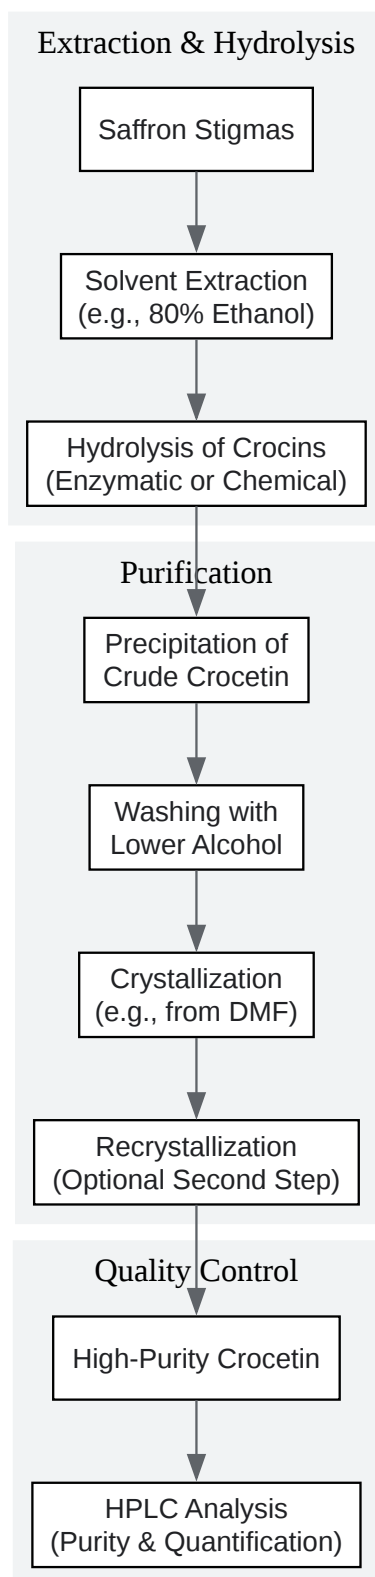 Extraction & Hydrolysis
Saffron Stigmas
Solvent Extraction
(e.g., 80% Ethanol)
Hydrolysis of Crocins
(Enzymatic or Chemical)
Purification
Precipitation of
Crude Crocetin
Washing with
Lower Alcohol
Crystallization
(e.g., from DMF)
Recrystallization
(Optional Second Step)
Quality Control
High-Purity Crocetin
HPLC Analysis
(Purity & Quantification)